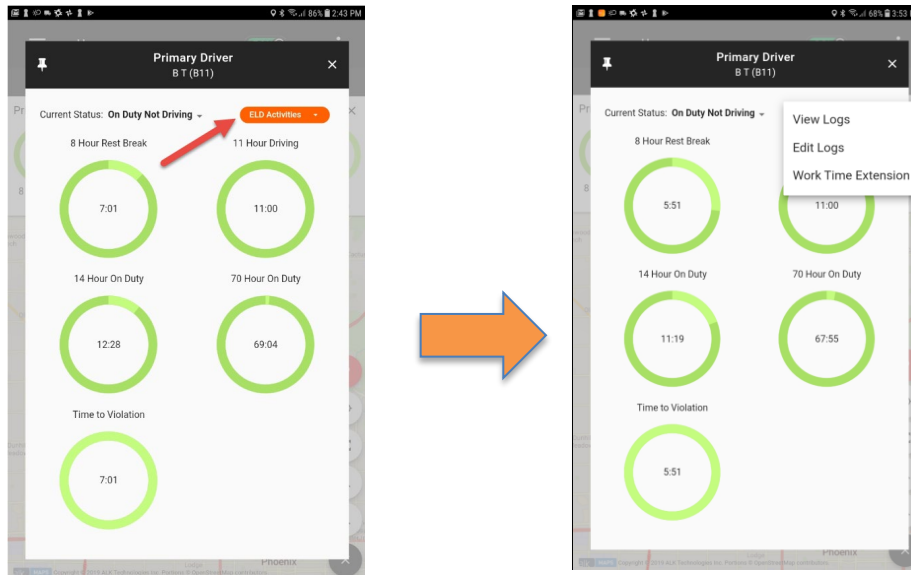 86% 2:43 PM
Primary Driver
B T (B11)
Current Status: On Duty Not Driving
ELD Activities
8 Hour Rest Break
11 Hour Driving
7:01
11:00
14 Hour On Duty
70 Hour On Duty
12:28
69:04
Time to Violation
7:01
Phoenix
68% 3:53
Primary Driver
B T (B11)
Current Status: On Duty Not Driving
View Logs
Edit Logs
Work Time Extension
8 Hour Rest Break
5:51
11:00
14 Hour On Duty
70 Hour On Duty
11:19
67:55
Time to Violation
5:51
Phoenix